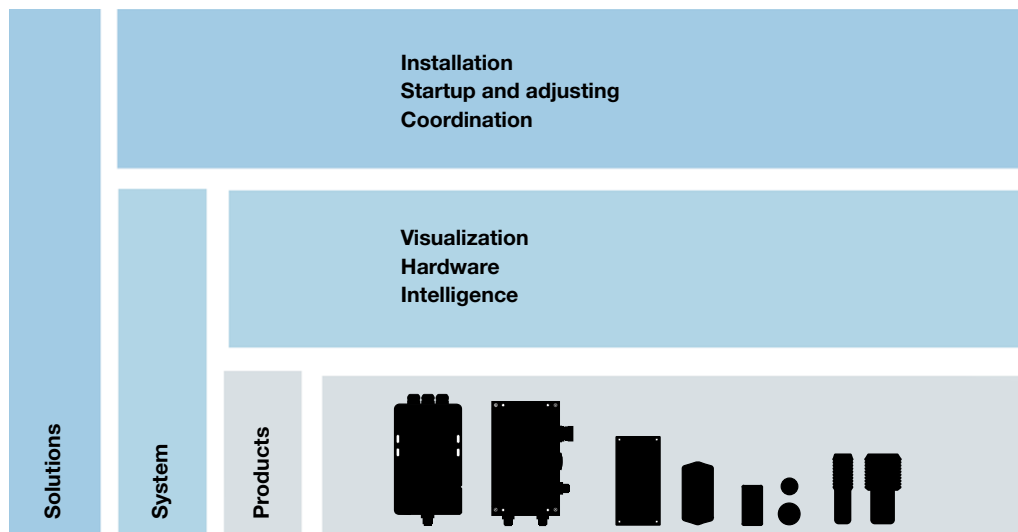 Installation
Startup and adjusting
Coordination
Visualization
Hardware
Intelligence
Solutions
System
Products